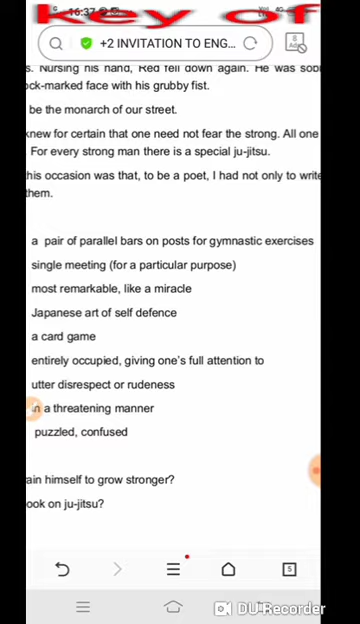 key of
16:37
+2 INVITATION TO ENG...
s. Nursing his hand, Red fell down again. He was sob
ock-marked face with his grubby fist.
be the monarch of our street.
knew for certain that one need not fear the strong. All one
For every strong man there is a special ju-jitsu.
his occasion was that, to be a poet, I had not only to write
them.
a pair of parallel bars on posts for gymnastic exercises
single meeting (for a particular purpose)
most remarkable, like a miracle
Japanese art of self defence
a card game
entirely occupied, giving one's full attention to
utter disrespect or rudeness
in a threatening manner
puzzled, confused
ain himself to grow stronger?
ook on ju-jitsu?
5
DU Recorder